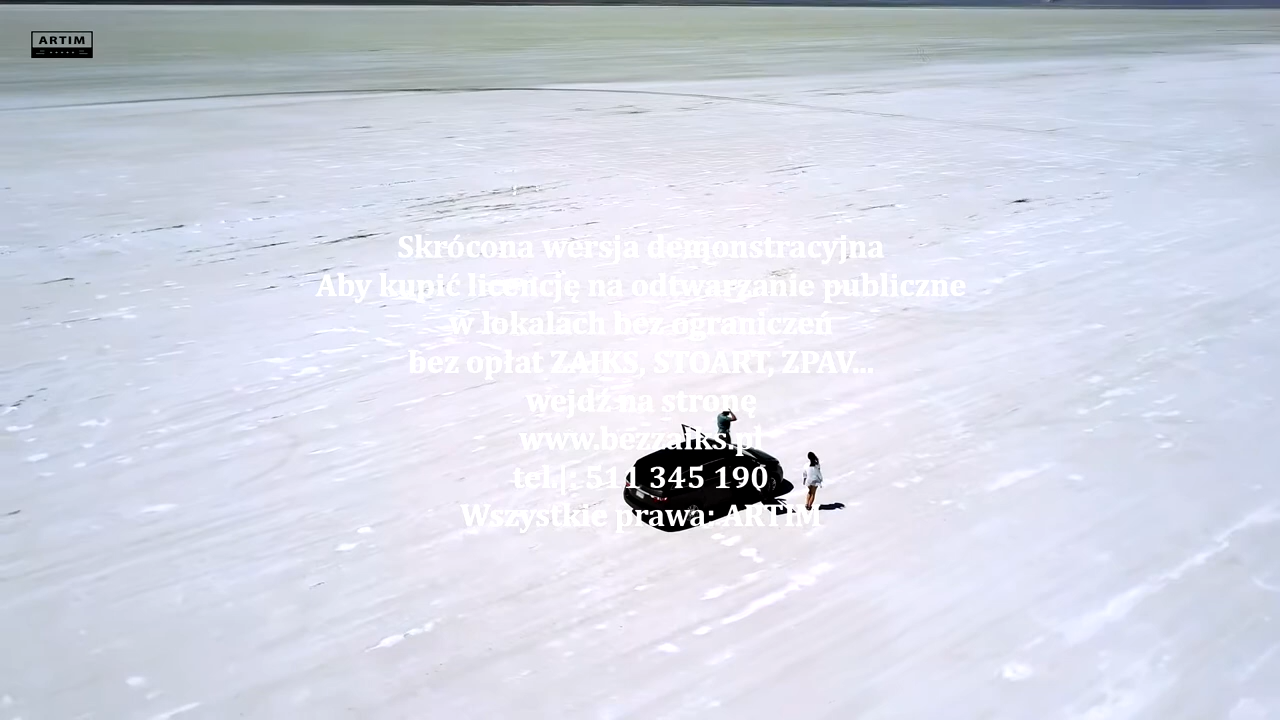 ARTIM
Skrócona wersja demonstracyjna
Aby kupić licencję na odtwarzanie publiczne
w lokalach bez ograniczeń
bez opłat ZAIKS, STOART, ZPAV...
wejdź na stronę
www.bezzaiks.pl
tel.: 511 345 190
Wszystkie prawa: ARTIM